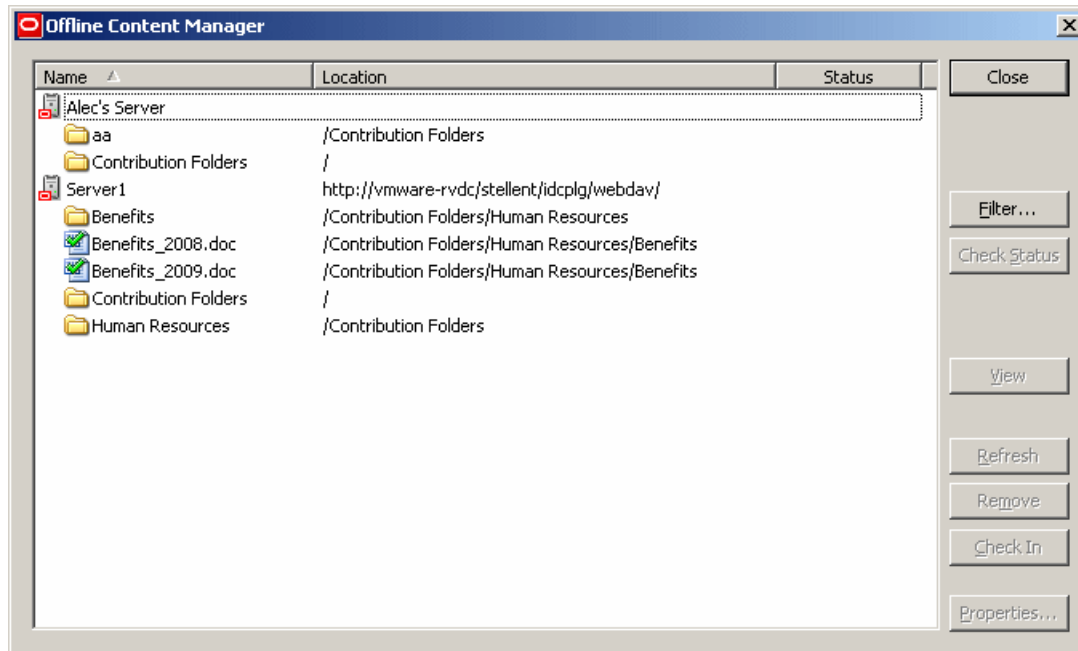 Offline Content Manager
Name Location Status Close
Alec's Server
aa /Contribution Folders
Contribution Folders /
Server1 http://vmware-rvdc/stellent/idcplg/webdav/
Benefits /Contribution Folders/Human Resources
Filter...
Benefits_2008.doc /Contribution Folders/Human Resources/Benefits
Check Status
Benefits_2009.doc /Contribution Folders/Human Resources/Benefits
Contribution Folders /
Human Resources /Contribution Folders
View
Refresh
Remove
Check In
Properties...